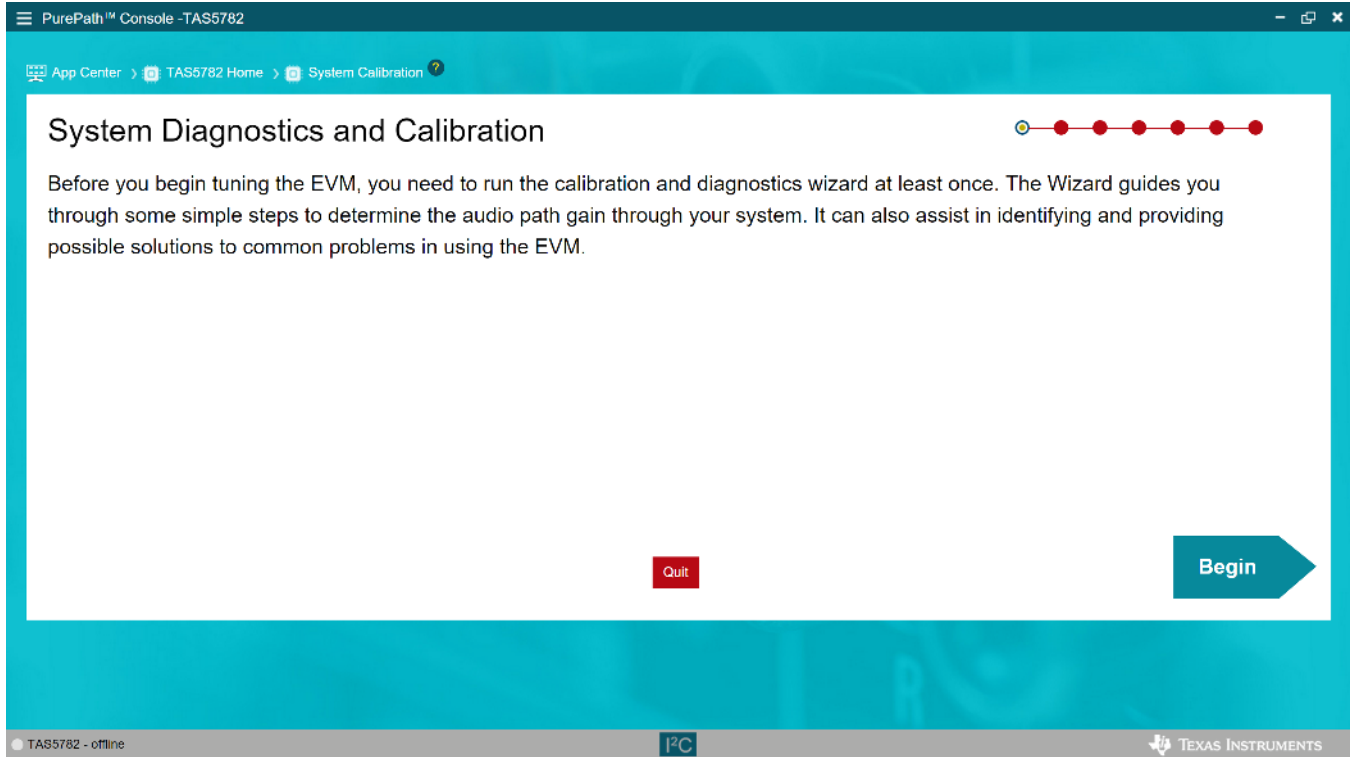 PurePath™ Console -TAS5782
App Center
TAS5782 Home
System Calibration
?
System Diagnostics and Calibration
Before you begin tuning the EVM, you need to run the calibration and diagnostics wizard at least once. The Wizard guides you
through some simple steps to determine the audio path gain through your system. It can also assist in identifying and providing
possible solutions to common problems in using the EVM.
Quit
Begin
R
TAS5782 - offline
I²C
TEXAS INSTRUMENTS